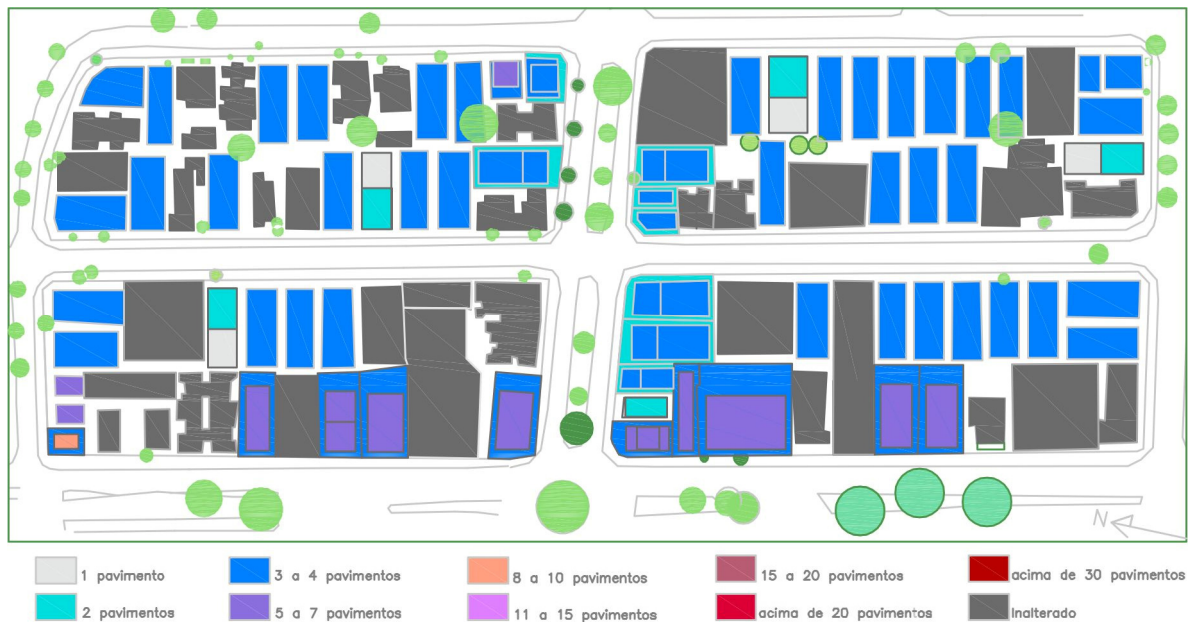 N
1 pavimento
3 a 4 pavimentos
8 a 10 pavimentos
15 a 20 pavimentos
acima de 30 pavimentos
2 pavimentos
5 a 7 pavimentos
11 a 15 pavimentos
acima de 20 pavimentos
Inalterado